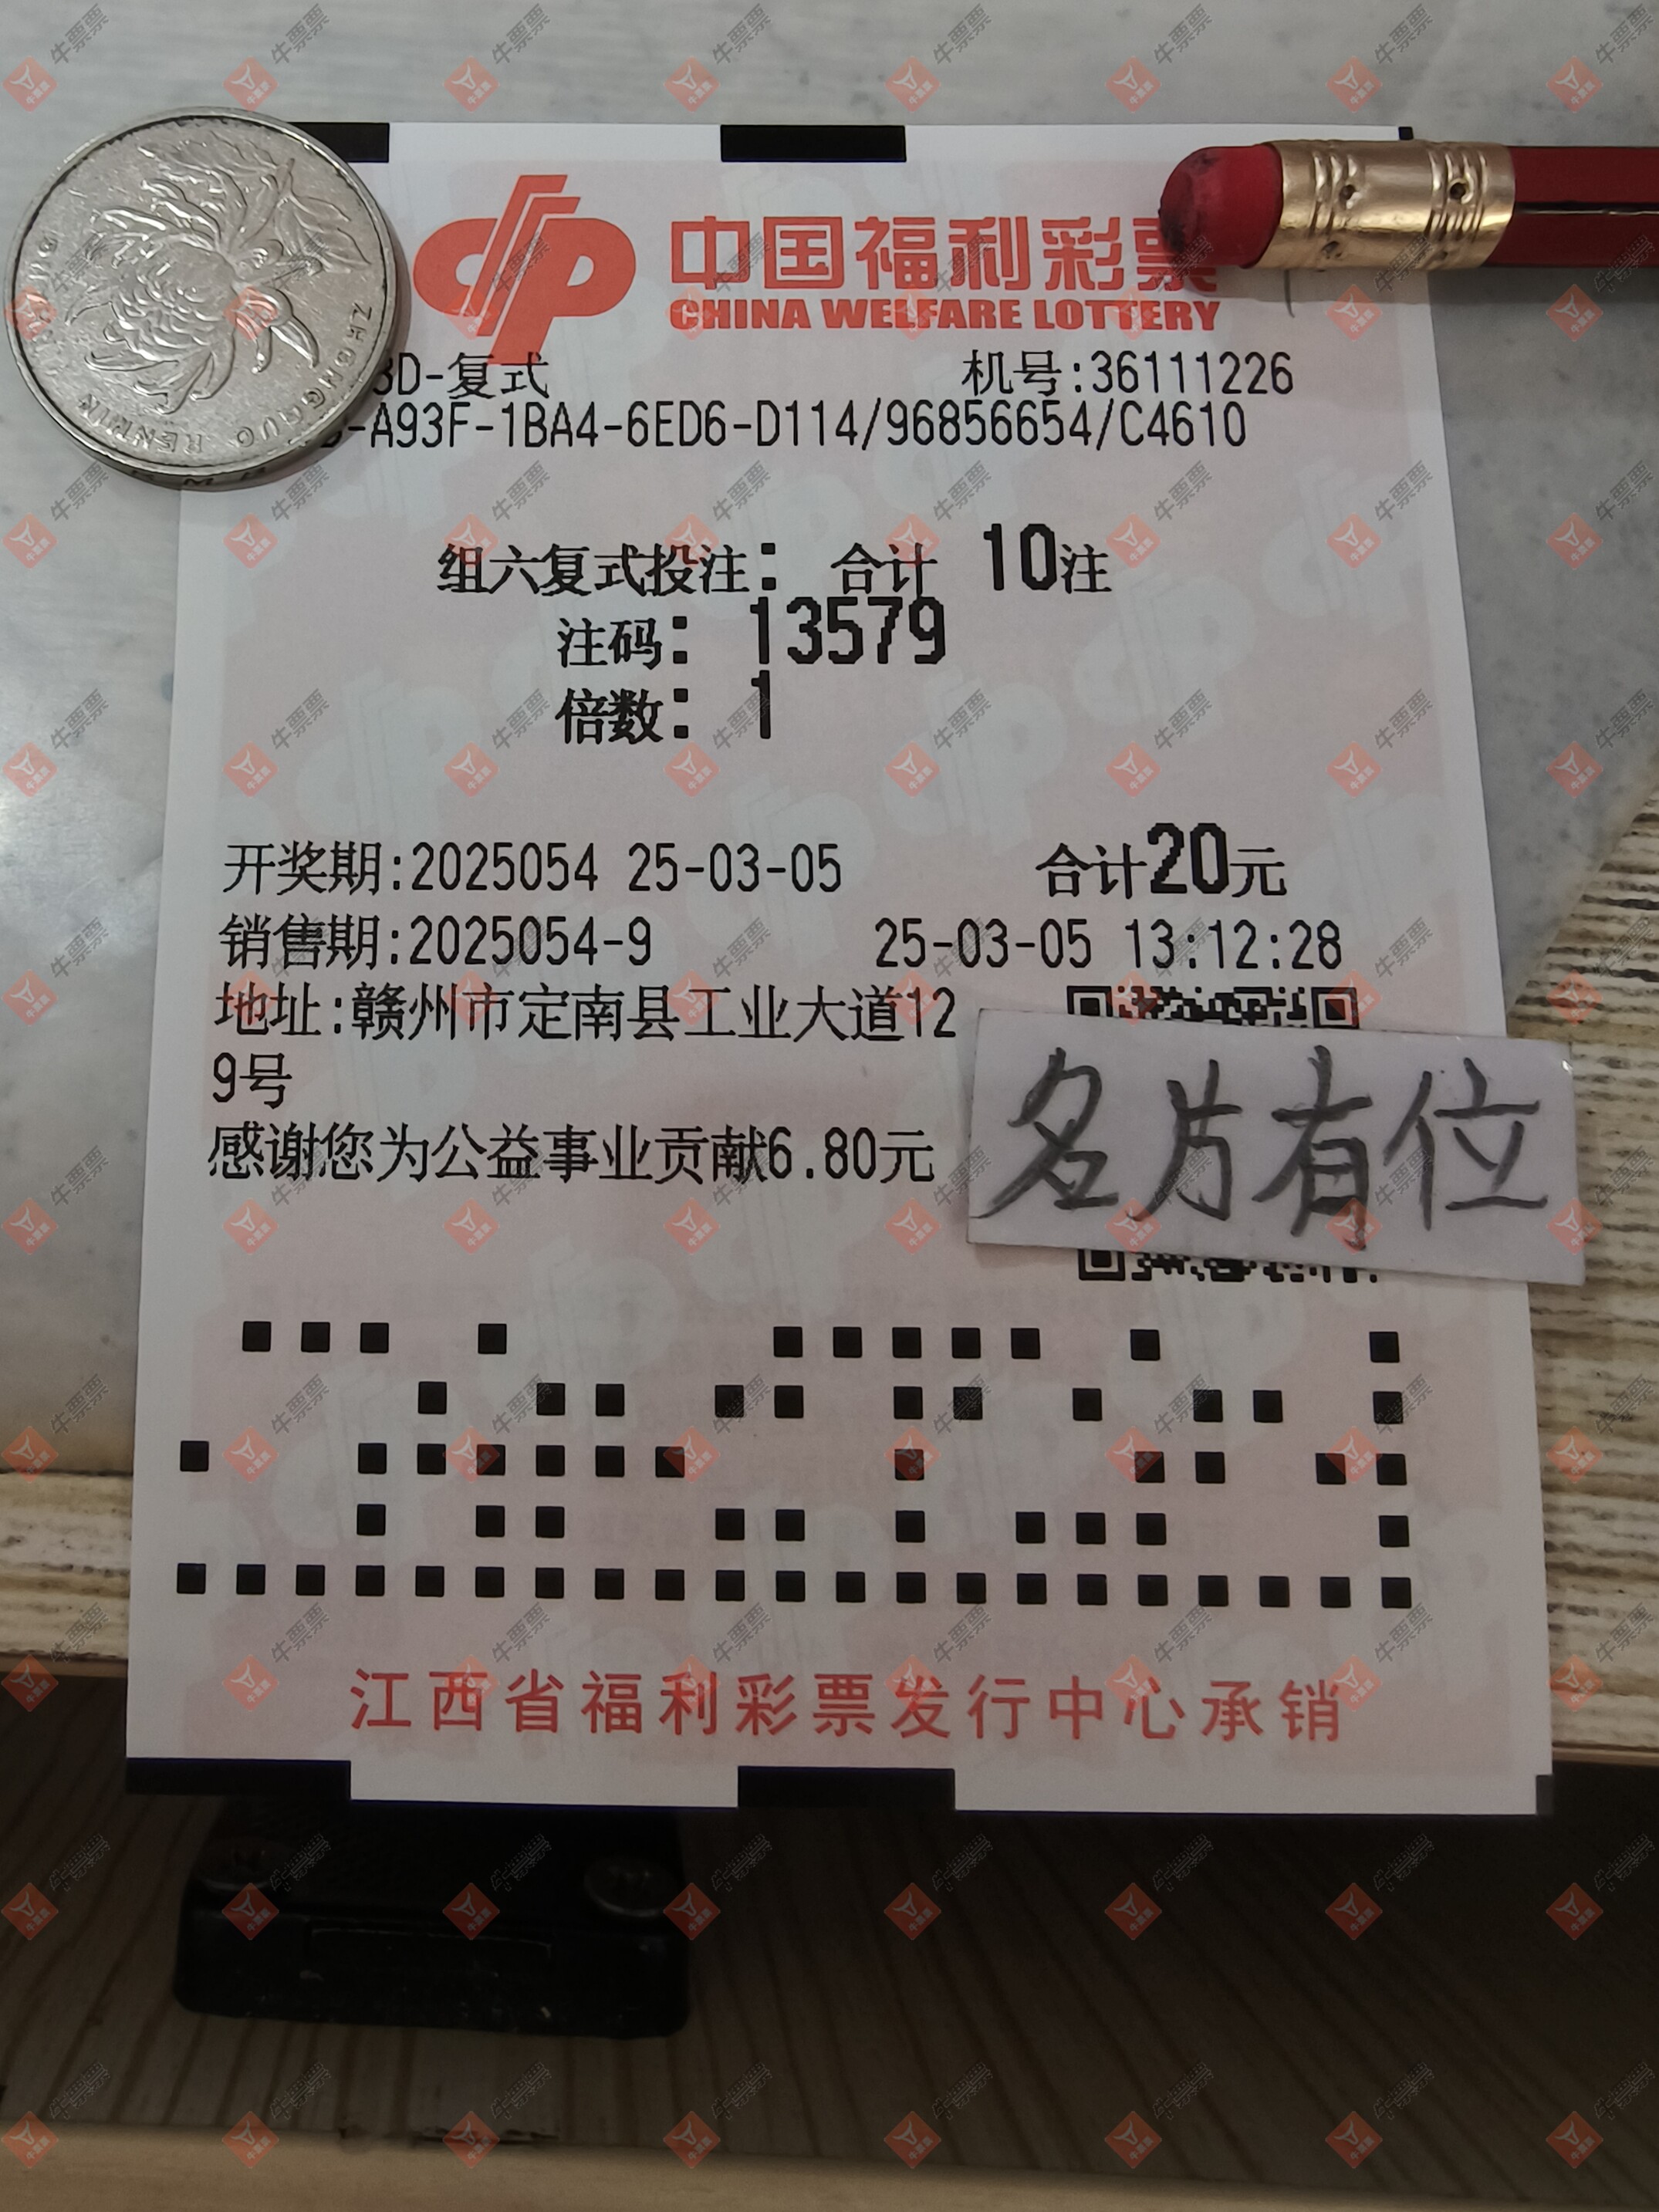 中国福利彩票
CHINA WELFARE LOTTERY
3D-复式 机号:36111226
-A93F-1BA4-6ED6-D114/96856654/C4610
组六复式投注: 合计 10注
注码: 13579
倍数: 1
开奖期:2025054 25-03-05 合计20元
销售期:2025054-9 25-03-05 13:12:28
地址:赣州市定南县工业大道12
9号
感谢您为公益事业贡献6.80元
名片有位
江西省福利彩票发行中心承销
ZHONGGUO RENMIN
牛票票